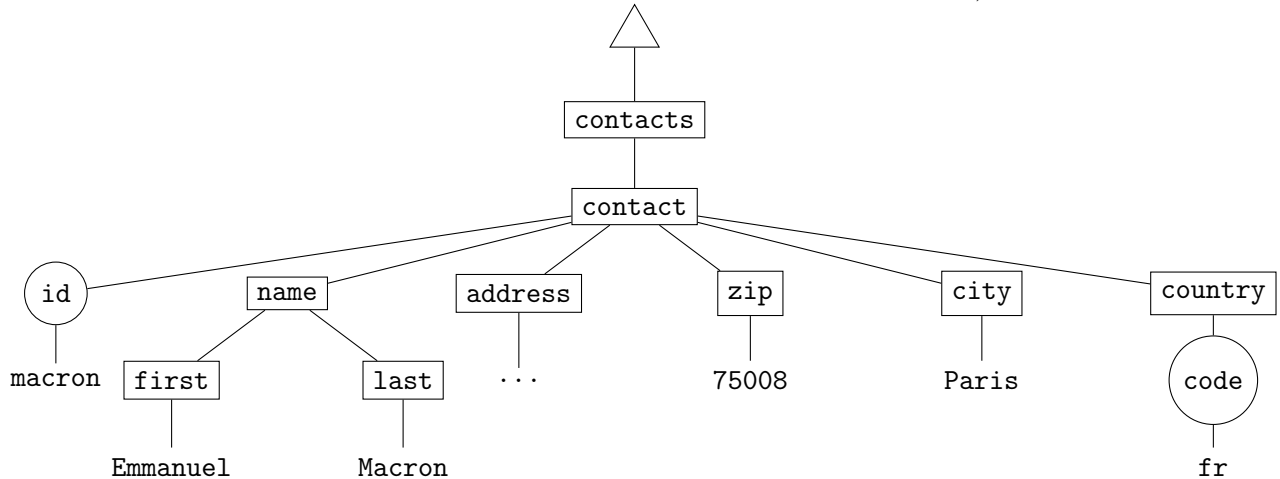 contacts
contact
id
name
address
zip
city
country
macron
first
last
...
75008
Paris
code
Emmanuel
Macron
fr